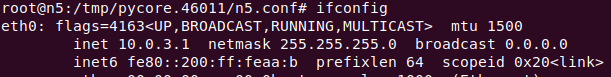 root@n5:/tmp/pycore.46011/n5.conf# ifconfig
eth0: flags=4163<UP,BROADCAST,RUNNING,MULTICAST>  mtu 1500
        inet 10.0.3.1  netmask 255.255.255.0  broadcast 0.0.0.0
        inet6 fe80::200:ff:feaa:b  prefixlen 64  scopeid 0x20<link>